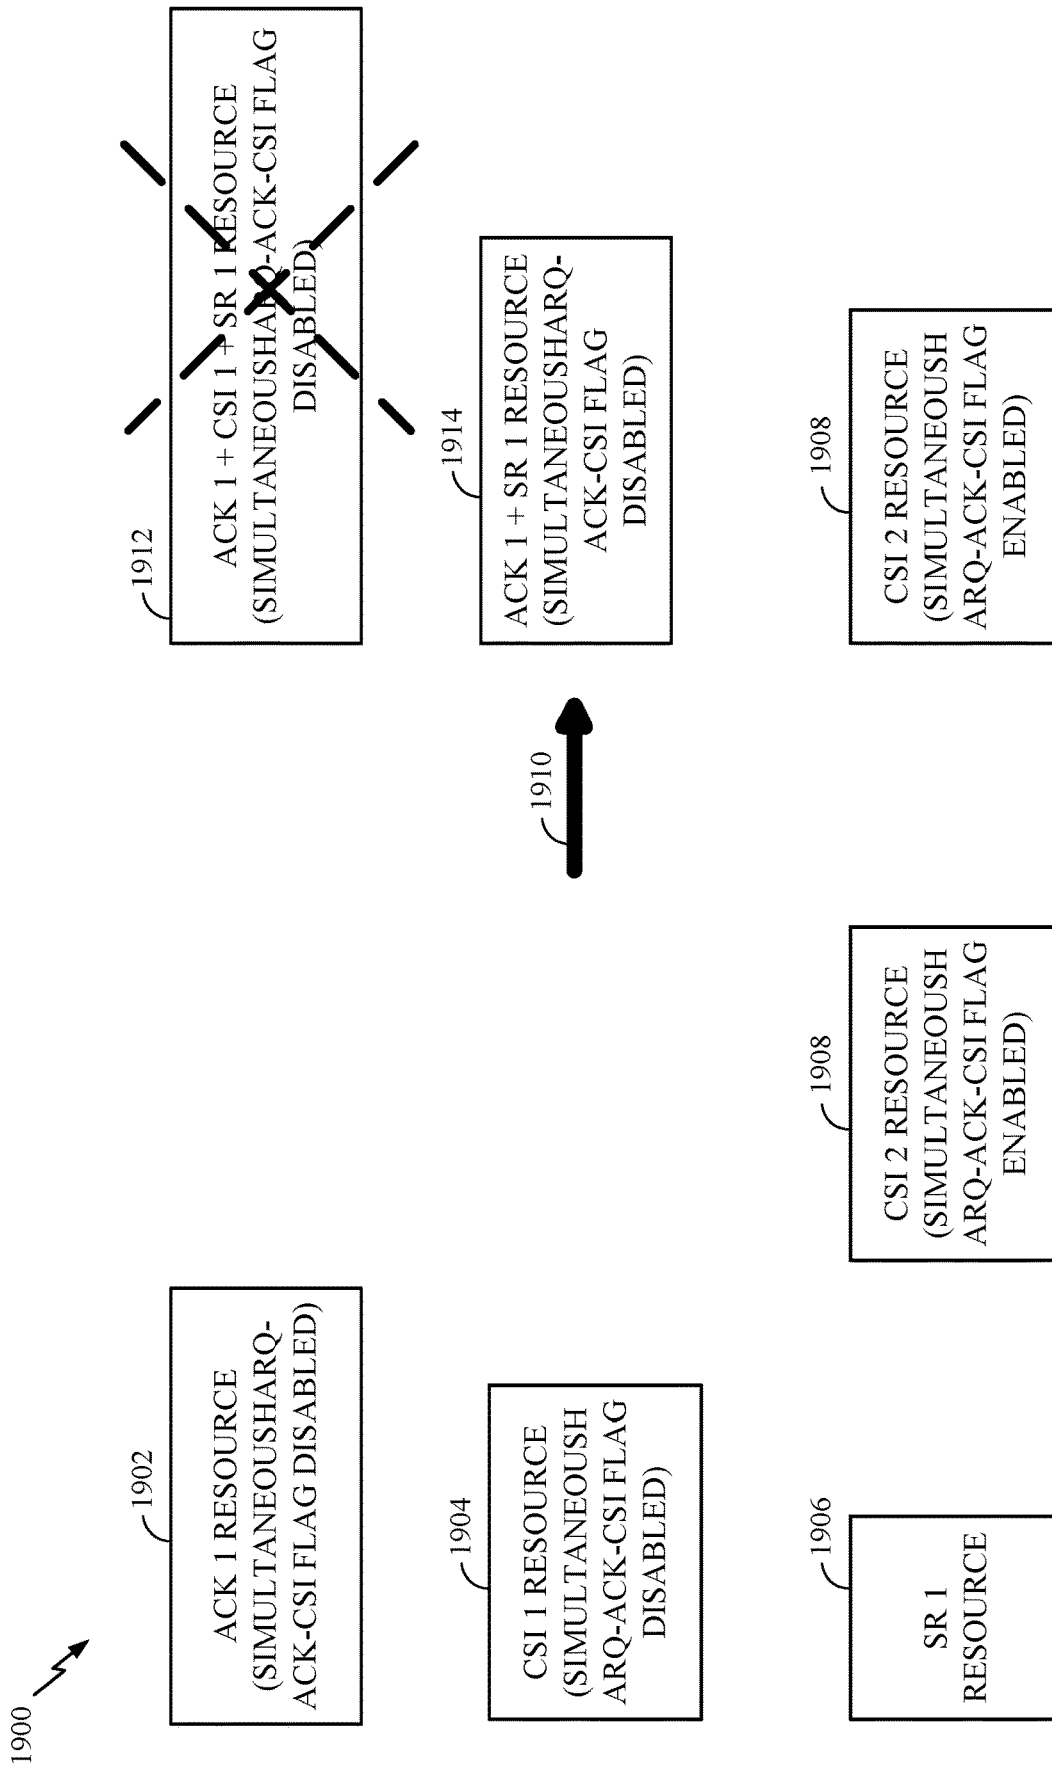 1900
1902
ACK 1 RESOURCE
(SIMULTANEOUSHARQ-
ACK-CSI FLAG DISABLED)
1904
CSI 1 RESOURCE
(SIMULTANEOUSH
ARQ-ACK-CSI FLAG
DISABLED)
1906
SR 1
RESOURCE
1908
CSI 2 RESOURCE
(SIMULTANEOUSH
ARQ-ACK-CSI FLAG
ENABLED)
1910
1912
ACK 1 + CSI 1 + SR 1 RESOURCE
(SIMULTANEOUSHARQ-ACK-CSI FLAG
DISABLED)
1914
ACK 1 + SR 1 RESOURCE
(SIMULTANEOUSHARQ-
ACK-CSI FLAG
DISABLED)
1908
CSI 2 RESOURCE
(SIMULTANEOUSH
ARQ-ACK-CSI FLAG
ENABLED)